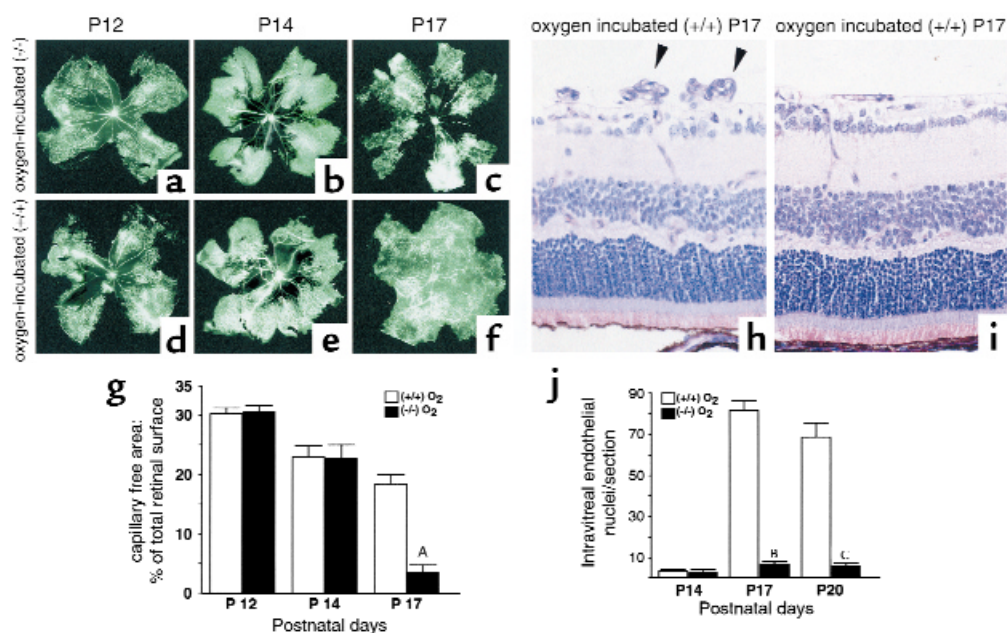 P12 P14 P17
oxygen-incubated
a b c
oxygen-incubated
d e f
oxygen incubated (+/+) P17
oxygen incubated (+/+) P17
h i
g
(+/+) O2
(-/-) O2
capillary free area:
% of total retinal surface
35
30
20
10
0
A
P 12 P 14 P 17
Postnatal days
j
(+/+) O2
(-/-) O2
Intravitreal endothelial
nuclei/section
90
70
50
30
10
B C
P14 P17 P20
Postnatal days